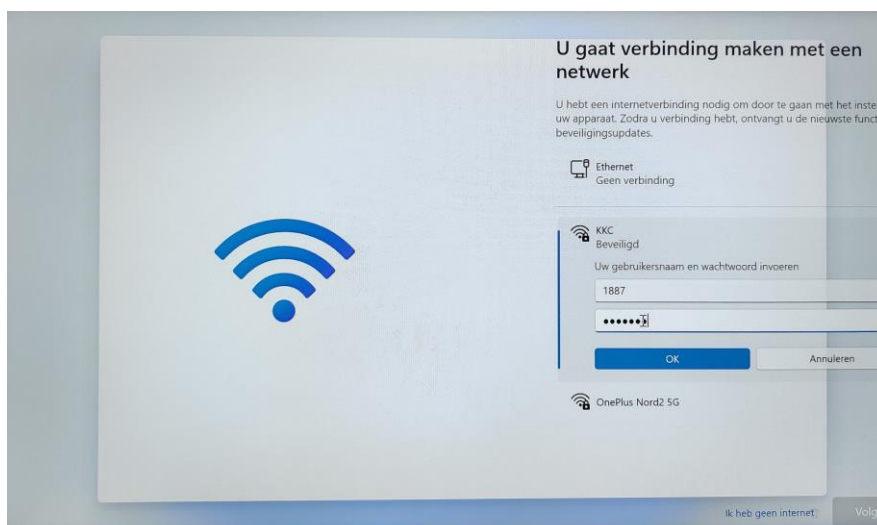 U gaat verbinding maken met een
netwerk
U hebt een internetverbinding nodig om door te gaan met het inste
uw apparaat. Zodra u verbinding hebt, ontvangt u de nieuwste funct
beveiligingsupdates.
Ethernet
Geen verbinding
KKC
Beveiligd
Uw gebruikersnaam en wachtwoord invoeren
1887
•••••••
OK
Annuleren
OnePlus Nord2 5G
Ik heb geen internet
Volg